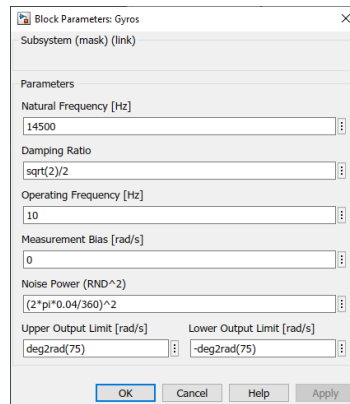 Block Parameters: Gyros
Subsystem (mask) (link)
Parameters
Natural Frequency [Hz]
14500
Damping Ratio
sqrt(2)/2
Operating Frequency [Hz]
10
Measurement Bias [rad/s]
0
Noise Power (RND^2)
(2*pi*0.04/360)^2
Upper Output Limit [rad/s] Lower Output Limit [rad/s]
deg2rad(75) -deg2rad(75)
OK Cancel Help Apply